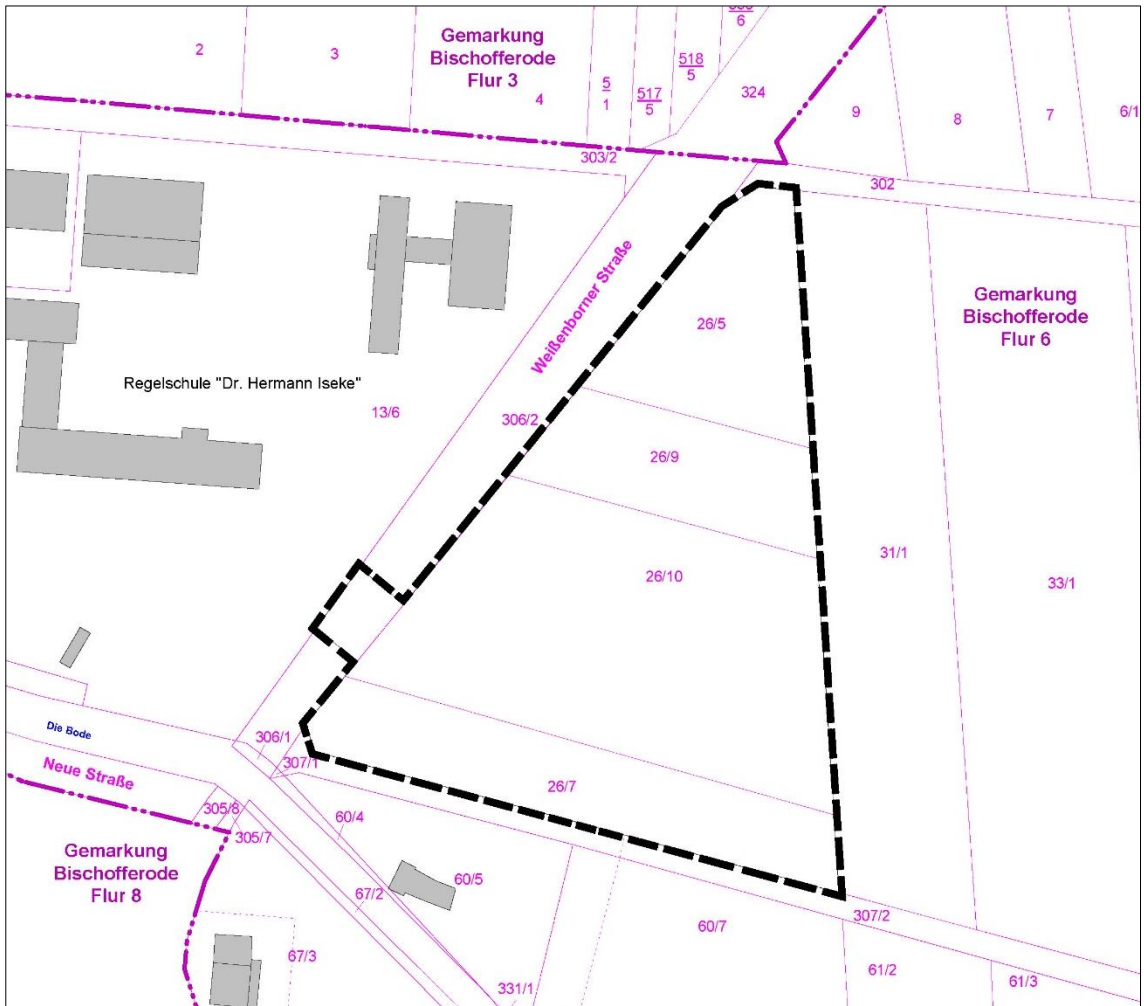 6
Gemarkung
Bischofferode
Flur 3
2
3
4
5
1
517
5
518
5
324
9
8
7
6/1
303/2
302
Weißenborner Straße
26/5
Gemarkung
Bischofferode
Flur 6
Regelschule "Dr. Hermann Iseke"
13/6
306/2
26/9
26/10
31/1
33/1
Die Bode
306/1
307/1
Neue Straße
26/7
305/8
305/7
60/4
Gemarkung
Bischofferode
Flur 8
60/5
67/2
307/2
60/7
67/3
61/2
61/3
331/1